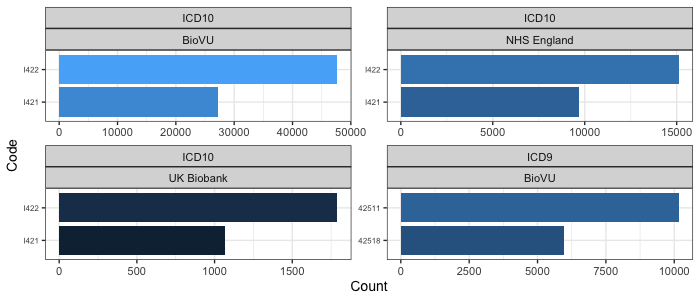 ICD10
BioVU
I422
I421
0 10000 20000 30000 40000 50000
ICD10
NHS England
I422
I421
0 5000 10000 15000
ICD10
UK Biobank
I422
I421
0 500 1000 1500
ICD9
BioVU
42511
42518
0 2500 5000 7500 10000
Code
Count